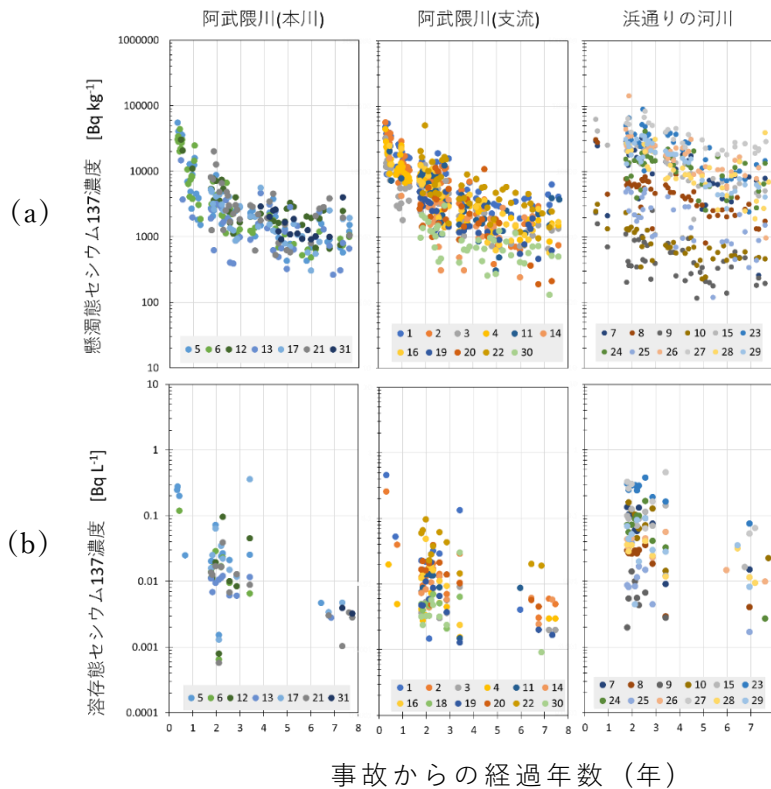 阿武隈川(本川)
阿武隈川(支流)
浜通りの河川
(a)
懸濁態セシウム137濃度 [Bq kg-1]
1000000
100000
10000
1000
100
10
5 6 12 13 17 21 31
1 2 3 4 11 14
16 19 20 22 30
7 8 9 10 15 23
24 25 26 27 28 29
(b)
溶存態セシウム137濃度 [Bq L-1]
10
1
0.1
0.01
0.001
0.0001
5 6 12 13 17 21 31
1 2 3 4 11 14
16 18 19 20 22 30
7 8 9 10 15 23
24 25 26 27 28 29
0 1 2 3 4 5 6 7 8
0 1 2 3 4 5 6 7 8
0 1 2 3 4 5 6 7
事故からの経過年数(年)